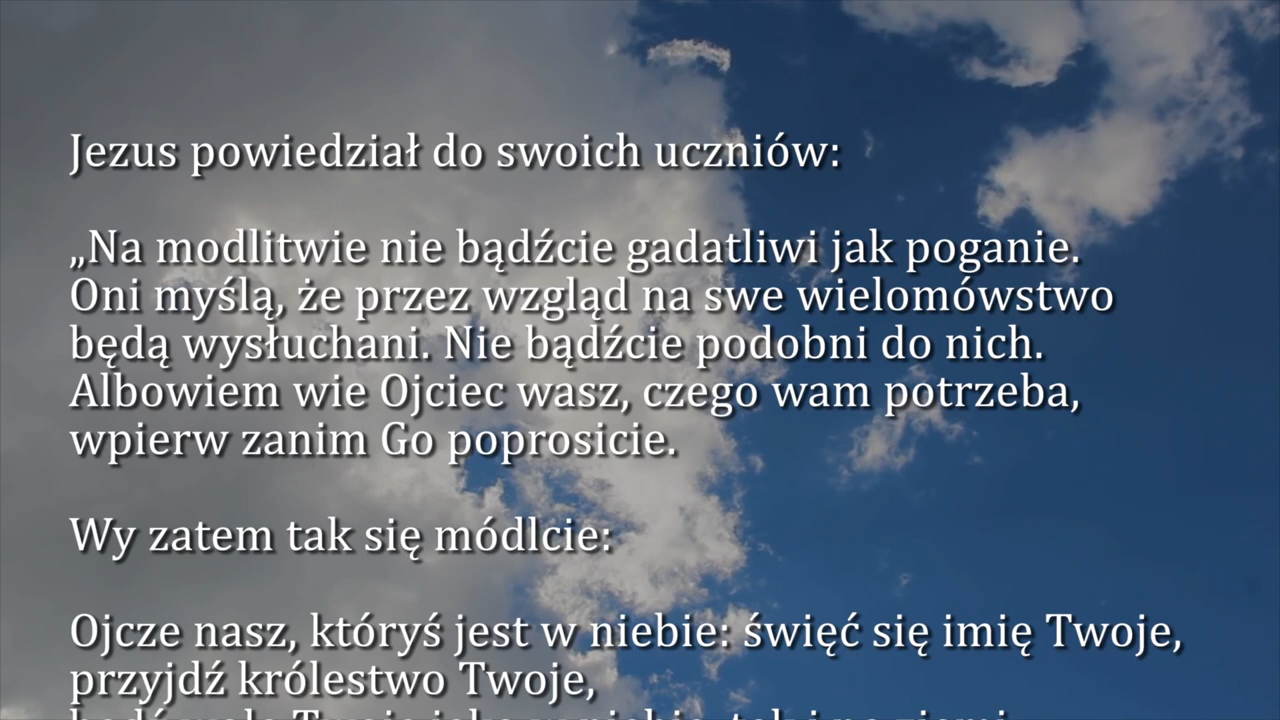 Jezus powiedział do swoich uczniów:
„Na modlitwie nie bądźcie gadatliwi jak poganie.
Oni myślą, że przez wzgląd na swe wielomówstwo
będą wysłuchani. Nie bądźcie podobni do nich.
Albowiem wie Ojciec wasz, czego wam potrzeba,
wpierw zanim Go poprosicie.
Wy zatem tak się módlcie:
Ojcze nasz, któryś jest w niebie: święć się imię Twoje,
przyjdź królestwo Twoje,